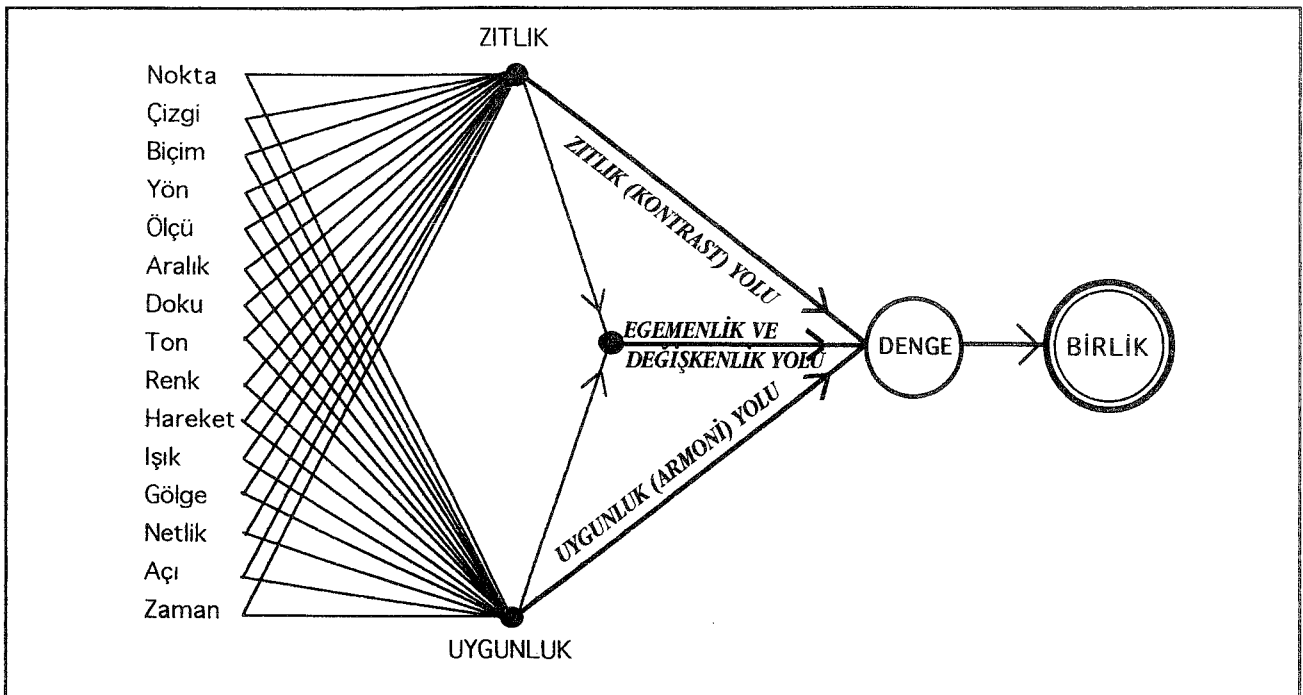 ZITLIK
Nokta
Çizgi
Biçim
Yön
Ölçü
Aralık
Doku
Ton
Renk
Hareket
Işık
Gölge
Netlik
Açı
Zaman
UYGUNLUK
ZITLIK (KONTRAST) YOLU
EGEMENLİK VE
DEĞİŞKENLİK YOLU
UYGUNLUK (ARMONİ) YOLU
DENGE
BİRLİK